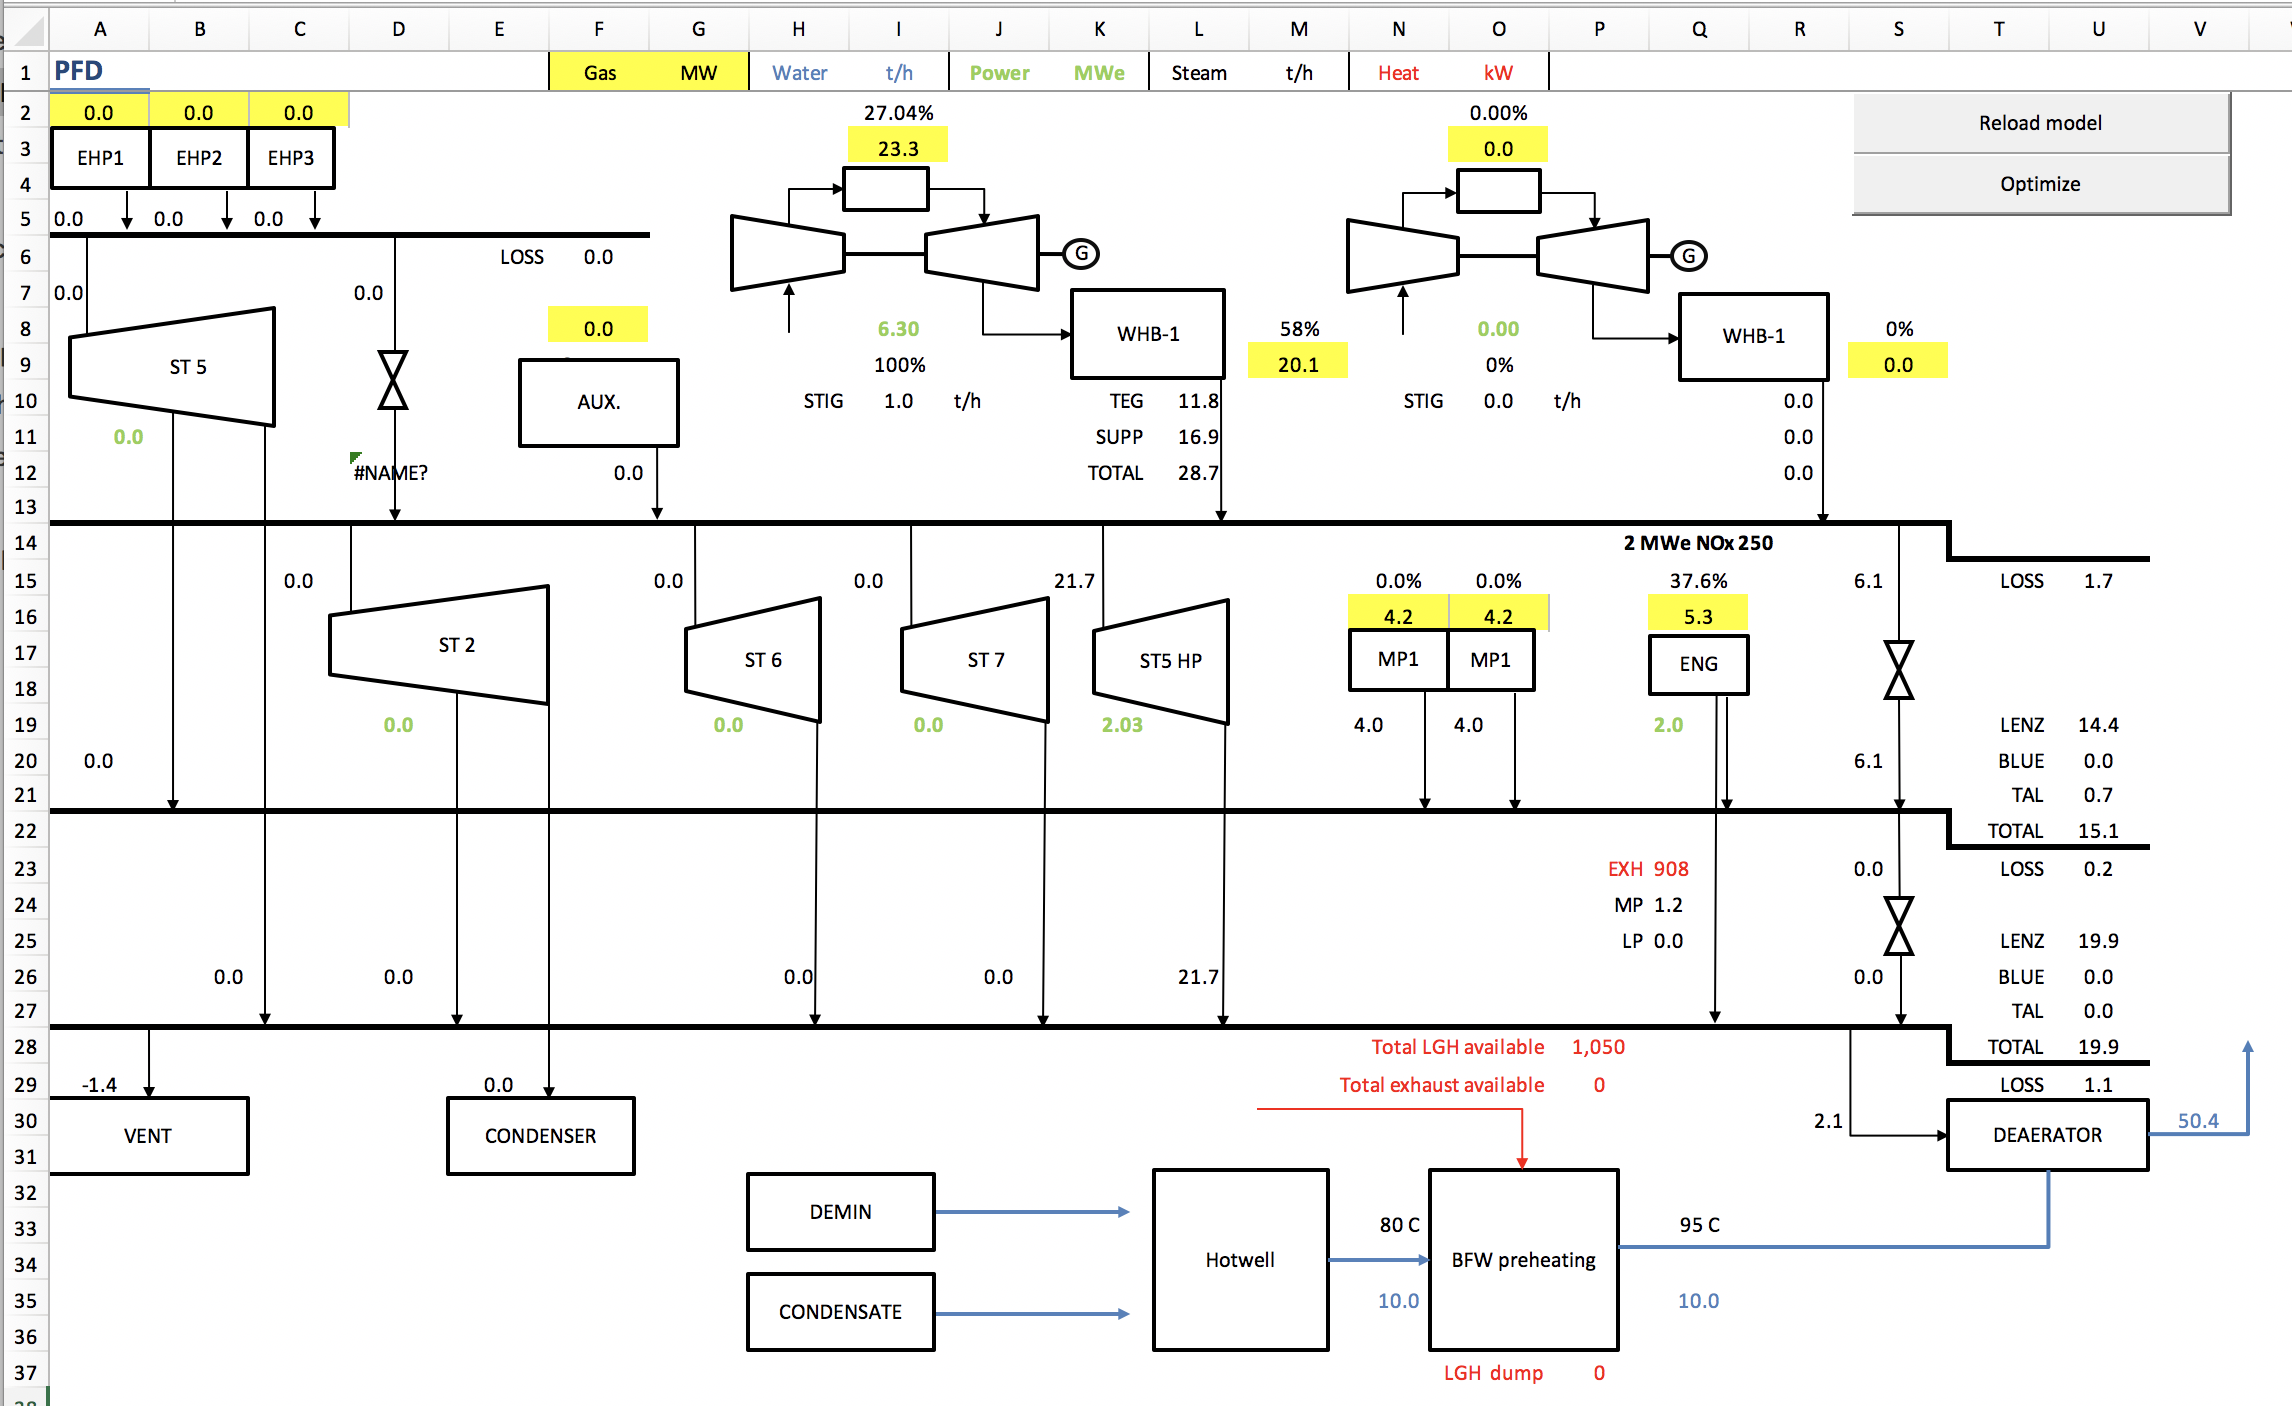 A B C D E F G H I J K L M N O P Q R S T U V
1 PFD Gas MW Water t/h Power MWe Steam t/h Heat kW
2 0.0 0.0 0.0 27.04% 0.00%
Reload model
3 EHP1 EHP2 EHP3 23.3 0.0
4 Optimize
5 0.0 0.0 0.0
6 LOSS 0.0 G G
7 0.0 0.0
8 0.0 6.30 WHB-1 58% 0.00 WHB-1 0%
9 ST 5 100% 20.1 0% 0.0
10 AUX. STIG 1.0 t/h TEG 11.8 STIG 0.0 t/h 0.0
11 0.0 SUPP 16.9 0.0
12 #NAME? 0.0 TOTAL 28.7 0.0
13
14 2 MWe NOx 250
15 0.0 0.0 0.0 21.7 0.0% 0.0% 37.6% 6.1 LOSS 1.7
16 4.2 4.2 5.3
17 ST 2 ST 6 ST 7 ST5 HP MP1 MP1 ENG
18
19 0.0 0.0 0.0 2.03 4.0 4.0 2.0 LENZ 14.4
20 0.0 6.1 BLUE 0.0
21 TAL 0.7
22 TOTAL 15.1
23 EXH 908 0.0 LOSS 0.2
24 MP 1.2
25 LP 0.0 LENZ 19.9
26 0.0 0.0 0.0 0.0 21.7 0.0 BLUE 0.0
27 TAL 0.0
28 Total LGH available 1,050 TOTAL 19.9
29 -1.4 0.0 Total exhaust available 0 LOSS 1.1
30 VENT CONDENSER 2.1 DEAERATOR 50.4
31
32 DEMIN
33 80 C 95 C
34 Hotwell BFW preheating
35 CONDENSATE 10.0 10.0
36
37 LGH dump 0